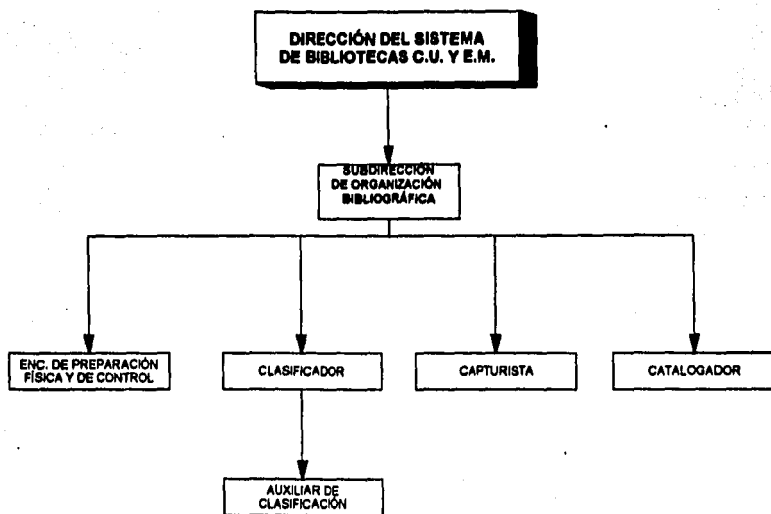 DIRECCIÓN DEL SISTEMA
DE BIBLIOTECAS C.U. Y E.M.
SUBDIRECCIÓN
DE ORGANIZACIÓN
BIBLIOGRÁFICA
ENC. DE PREPARACIÓN
FÍSICA Y DE CONTROL
CLASIFICADOR
CAPTURISTA
CATALOGADOR
AUXILIAR DE
CLASIFICACIÓN